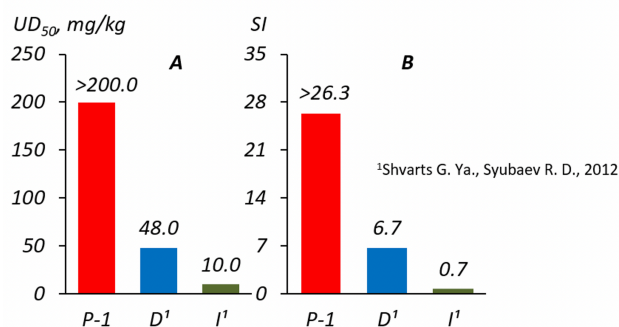 UD₅₀, mg/kg
A
250
200
150
100
50
0
>200.0
48.0
10.0
P-1
D¹
I¹
SI
B
35
28
21
14
7
0
>26.3
6.7
0.7
P-1
D¹
I¹
¹Shvarts G. Ya., Syubaev R. D., 2012